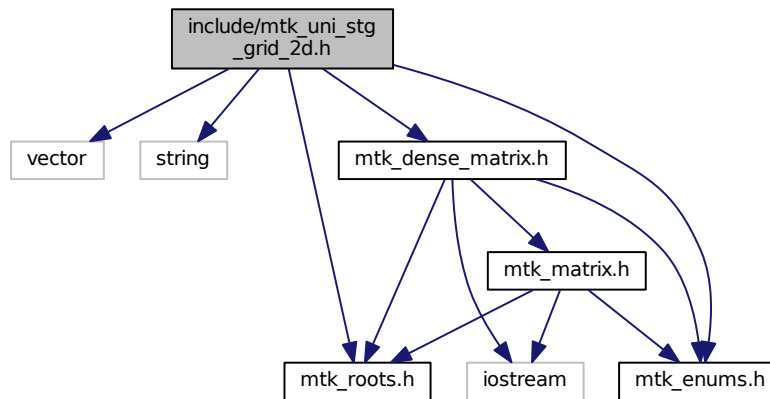 include/mtk_uni_stg
_grid_2d.h
vector
string
mtk_dense_matrix.h
mtk_matrix.h
mtk_roots.h
iostream
mtk_enums.h